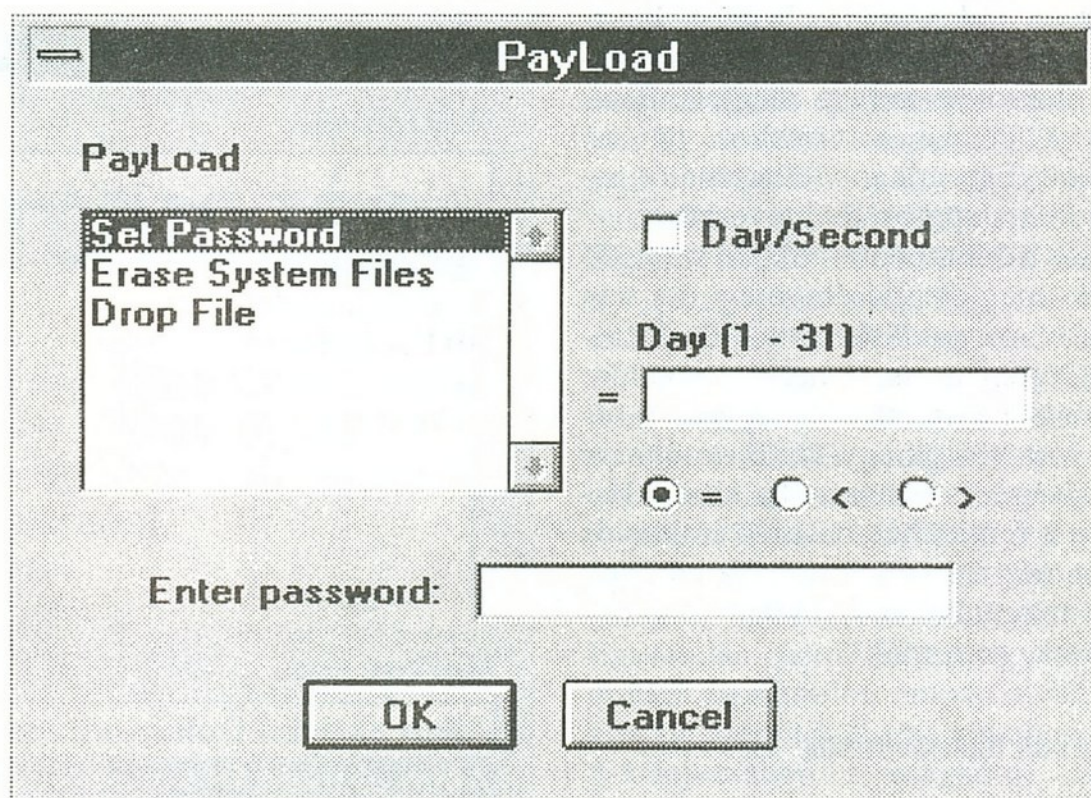 PayLoad
PayLoad
Set Password
Erase System Files
Drop File
Day/Second
Day (1 - 31)
=
= < >
Enter password:
OK Cancel